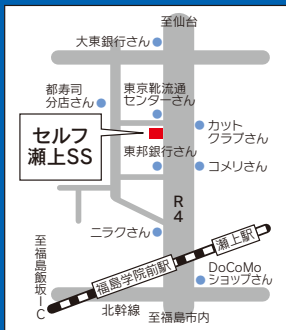 至仙台
大東銀行さん
都寿司
分店さん
東京靴流通
センターさん
セルフ
瀬上SS
カット
クラブさん
東邦銀行さん
コメリさん
R4
ニラクさん
瀬上駅
福島学院前駅
至福島飯坂IC
DoCoMo
ショップさん
北幹線
至福島市内